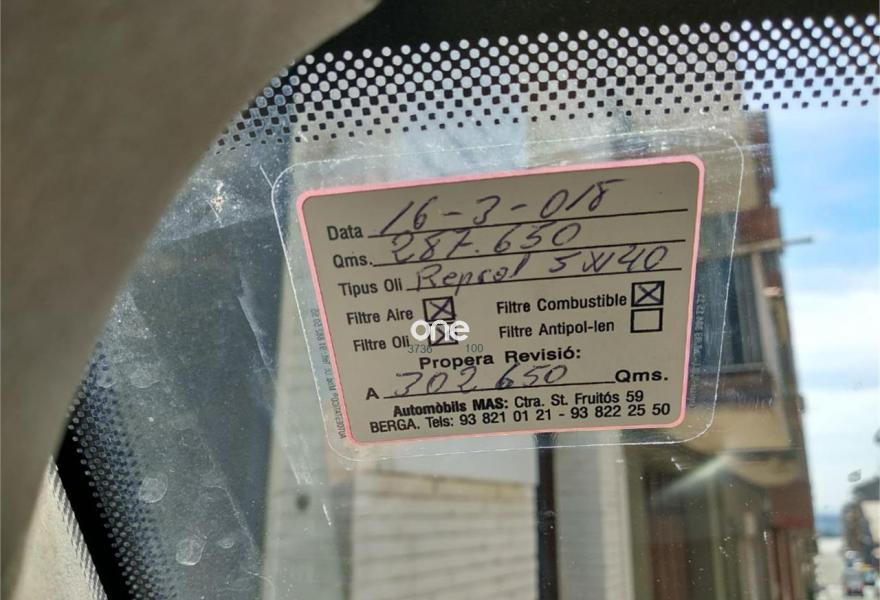 Data 16-3-018
Qms. 287.650
Tipus Oli Repsol 5W40
Filtre Aire ☒ Filtre Combustible ☒
Filtre Oli ☒ Filtre Antipol-len ☐
one
3736 100
Propera Revisió:
A 302 650 Qms.
Automòbils MAS: Ctra. St. Fruitós 59
BERGA. Tels: 93 821 01 21 - 93 822 25 50